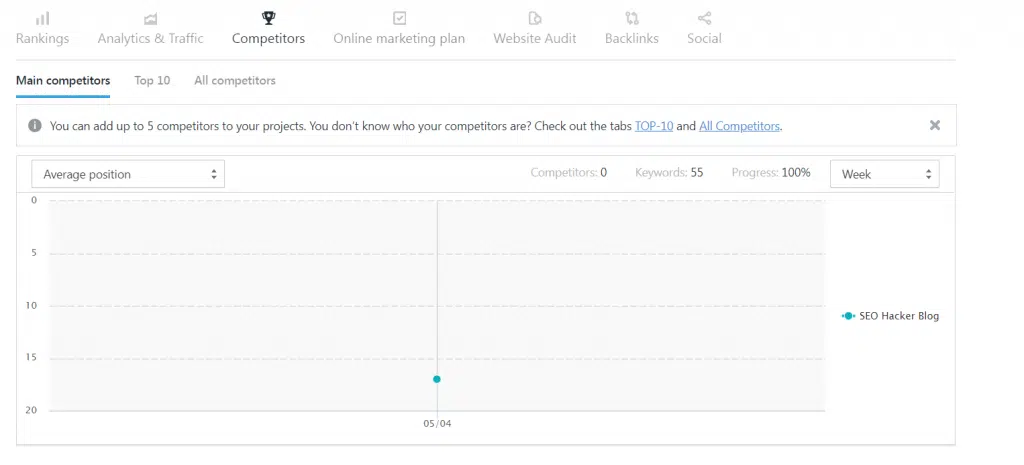 Rankings Analytics & Traffic Competitors Online marketing plan Website Audit Backlinks Social
Main competitors Top 10 All competitors
You can add up to 5 competitors to your projects. You don't know who your competitors are? Check out the tabs TOP-10 and All Competitors.
Average position Competitors: 0 Keywords: 55 Progress: 100% Week
0
5
10
SEO Hacker Blog
15
20
05/04